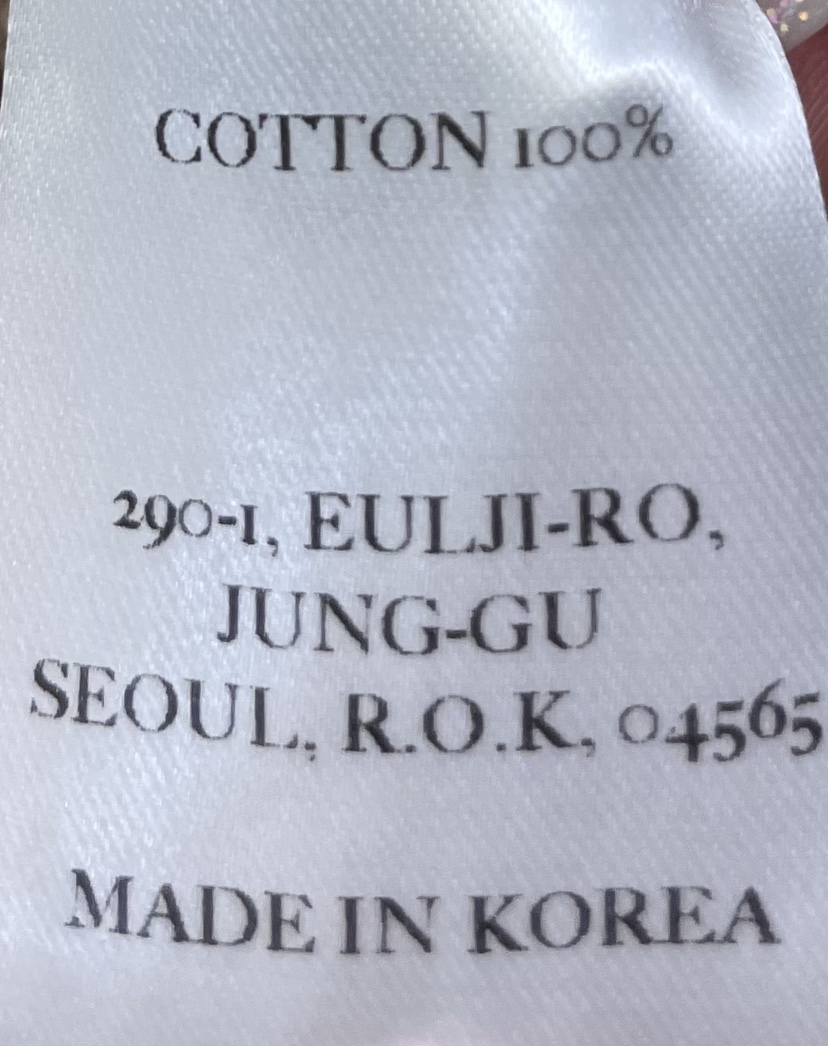 COTTON 100%
290-1, EULJI-RO,
JUNG-GU
SEOUL, R.O.K, 04565
MADE IN KOREA